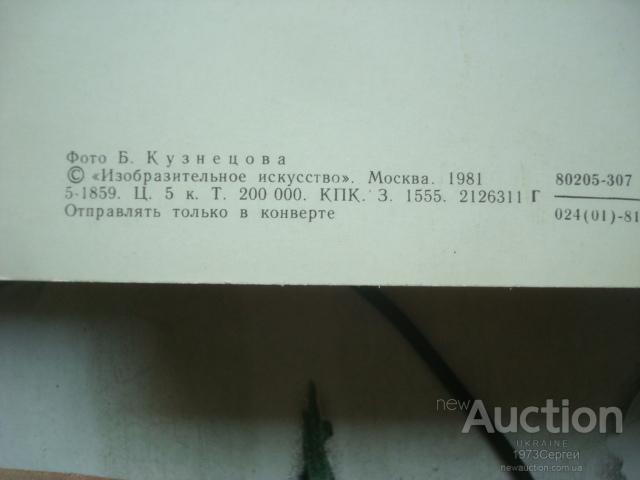 Фото Б. Кузнецова
© «Изобразительное искусство». Москва. 1981
5-1859. Ц. 5 к. Т. 200 000. КПК. З. 1555. 2126311 Г
Отправлять только в конверте
80205-307
024(01)-81
new Auction
UKRAINE
1973Сергей
newauction.com.ua